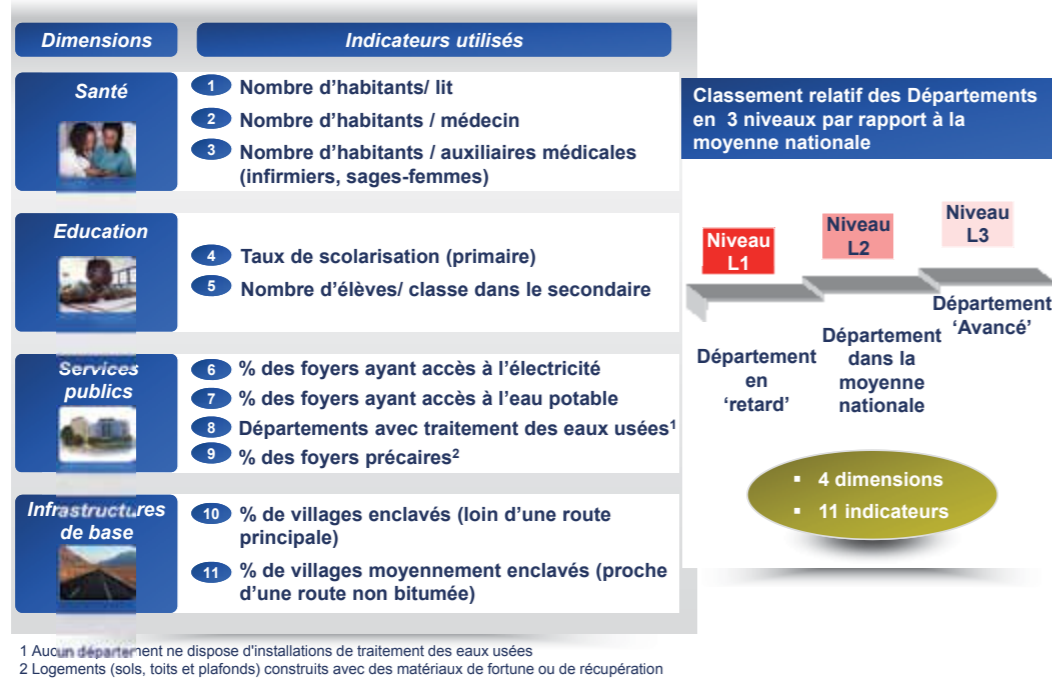 Dimensions
Indicateurs utilisés
Santé
1 Nombre d'habitants/ lit
2 Nombre d'habitants / médecin
3 Nombre d'habitants / auxiliaires médicales
(infirmiers, sages-femmes)
Education
4 Taux de scolarisation (primaire)
5 Nombre d'élèves/ classe dans le secondaire
Services
publics
6 % des foyers ayant accès à l'électricité
7 % des foyers ayant accès à l'eau potable
8 Départements avec traitement des eaux usées1
9 % des foyers précaires2
Infrastructures
de base
10 % de villages enclavés (loin d'une route
principale)
11 % de villages moyennement enclavés (proche
d'une route non bitumée)
Classement relatif des Départements
en 3 niveaux par rapport à la
moyenne nationale
Niveau
L1
Niveau
L2
Niveau
L3
Département
en
'retard'
Département
dans la
moyenne
nationale
Département
'Avancé'
▪ 4 dimensions
▪ 11 indicateurs
1 Aucun département ne dispose d'installations de traitement des eaux usées
2 Logements (sols, toits et plafonds) construits avec des matériaux de fortune ou de récupération